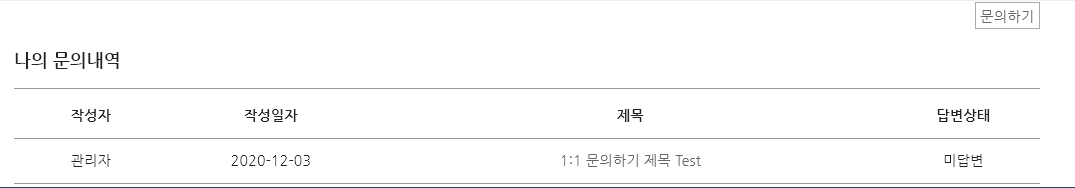 문의하기
나의 문의내역
작성자 작성일자 제목 답변상태
관리자 2020-12-03 1:1 문의하기 제목 Test 미답변